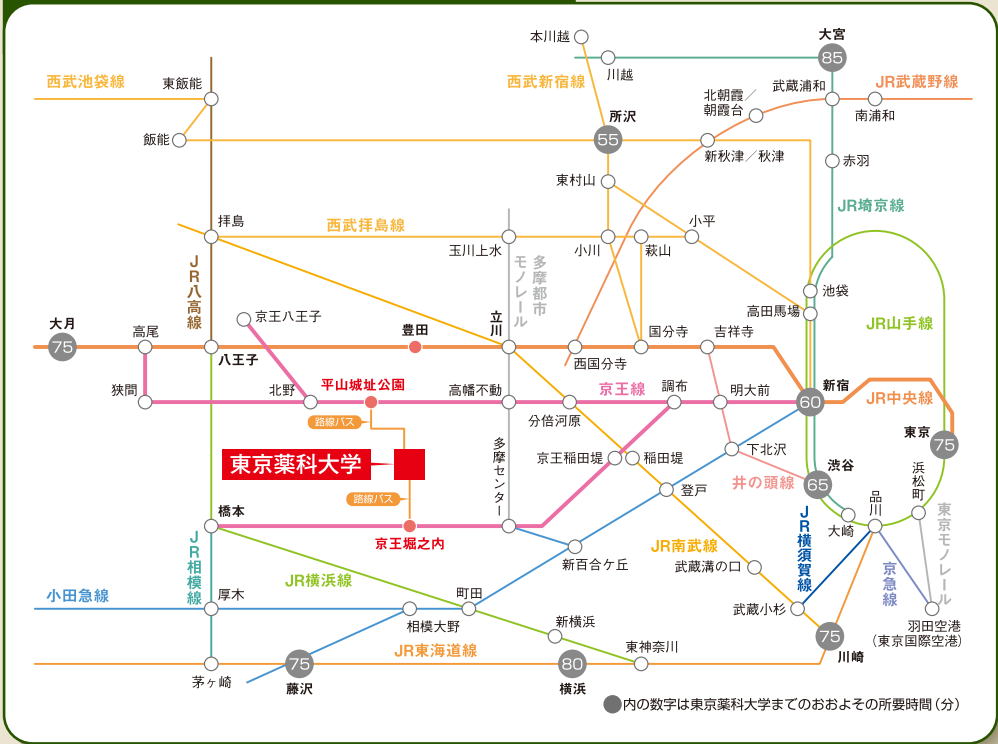 本川越
大宮
85
川越
西武池袋線
東飯能
西武新宿線
武蔵浦和
JR武蔵野線
北朝霞／
朝霞台
南浦和
所沢
55
飯能
新秋津／秋津
赤羽
東村山
JR埼京線
拝島
西武拝島線
小平
玉川上水
小川
萩山
多摩都市
モノレール
JR八高線
池袋
高田馬場
大月
75
高尾
京王八王子
豊田
立川
国分寺
吉祥寺
JR山手線
八王子
西国分寺
狭間
北野
平山城址公園
高幡不動
京王線
調布
明大前
新宿
60
JR中央線
路線バス
分倍河原
東京
75
東京薬科大学
多摩センター
京王稲田堤
稲田堤
下北沢
井の頭線
渋谷
65
浜松町
路線バス
登戸
品川
橋本
京王堀之内
大崎
東京モノレール
JR相模線
新百合ケ丘
JR南武線
JR横須賀線
京急線
JR横浜線
武蔵溝の口
小田急線
厚木
町田
相模大野
新横浜
武蔵小杉
羽田空港
（東京国際空港）
75
川崎
東神奈川
JR東海道線
茅ヶ崎
75
藤沢
80
横浜
●内の数字は東京薬科大学までのおおよその所要時間（分）